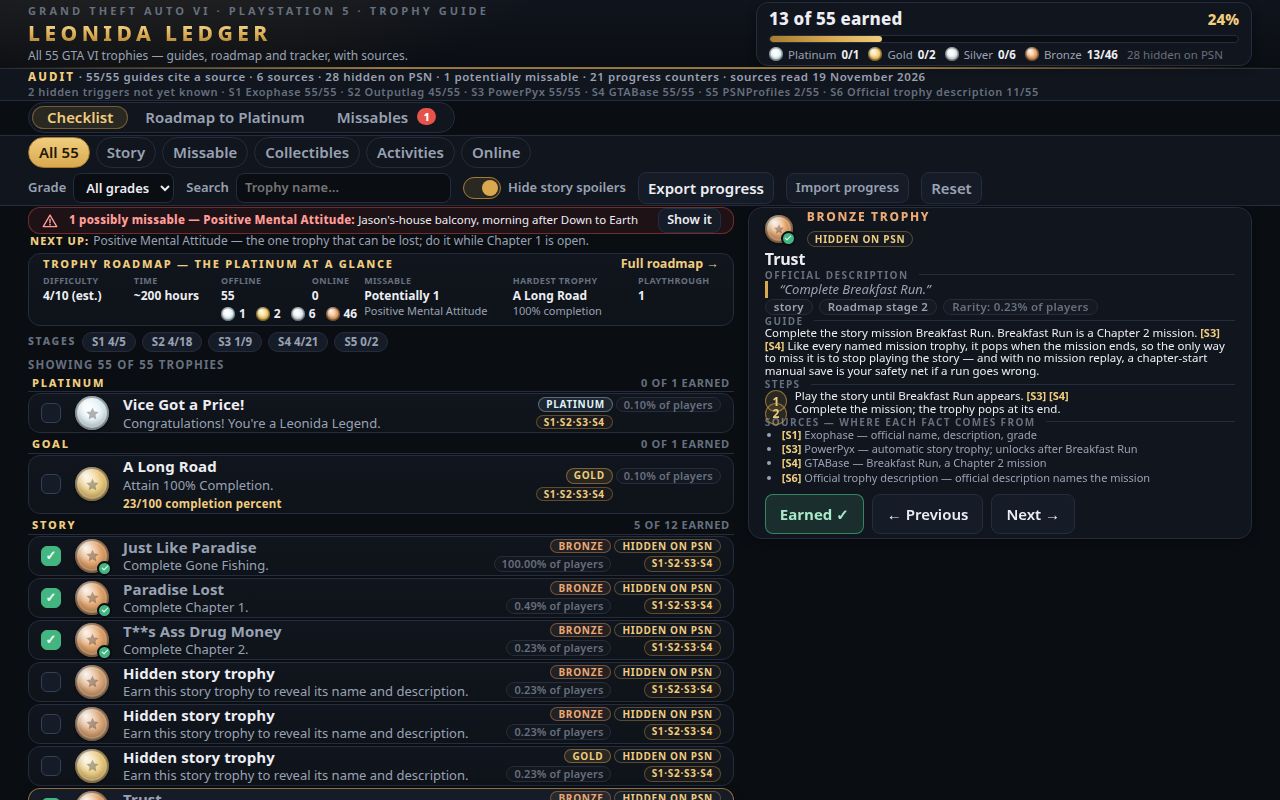 GRAND THEFT AUTO VI · PLAYSTATION 5 · TROPHY GUIDE
LEONIDA LEDGER
All 55 GTA VI trophies — guides, roadmap and tracker, with sources.
13 of 55 earned 24%
Platinum 0/1 Gold 0/2 Silver 0/6 Bronze 13/46 28 hidden on PSN
AUDIT · 55/55 guides cite a source · 6 sources · 28 hidden on PSN · 1 potentially missable · 21 progress counters · sources read 19 November 2026
2 hidden triggers not yet known · S1 Exophase 55/55 · S2 Outputlag 45/55 · S3 PowerPyx 55/55 · S4 GTABase 55/55 · S5 PSNProfiles 2/55 · S6 Official trophy description 11/55
Checklist Roadmap to Platinum Missables 1
All 55 Story Missable Collectibles Activities Online
Grade All grades Search Trophy name... Hide story spoilers Export progress Import progress Reset
1 possibly missable — Positive Mental Attitude: Jason's-house balcony, morning after Down to Earth Show it
NEXT UP: Positive Mental Attitude — the one trophy that can be lost; do it while Chapter 1 is open.
TROPHY ROADMAP — THE PLATINUM AT A GLANCE Full roadmap →
DIFFICULTY TIME OFFLINE ONLINE MISSABLE HARDEST TROPHY PLAYTHROUGH
4/10 (est.) ~200 hours 55 0 Potentially 1 A Long Road 1
1 2 6 46 Positive Mental Attitude 100% completion
STAGES S1 4/5 S2 4/18 S3 1/9 S4 4/21 S5 0/2
SHOWING 55 OF 55 TROPHIES
PLATINUM 0 OF 1 EARNED
Vice Got a Price! PLATINUM 0.10% of players
Congratulations! You're a Leonida Legend. S1·S2·S3·S4
GOAL 0 OF 1 EARNED
A Long Road GOLD 0.10% of players
Attain 100% Completion. S1·S2·S3·S4
23/100 completion percent
STORY 5 OF 12 EARNED
Just Like Paradise BRONZE HIDDEN ON PSN
Complete Gone Fishing. 100.00% of players S1·S2·S3·S4
Paradise Lost BRONZE HIDDEN ON PSN
Complete Chapter 1. 0.49% of players S1·S2·S3·S4
T**s Ass Drug Money BRONZE HIDDEN ON PSN
Complete Chapter 2. 0.23% of players S1·S2·S3·S4
Hidden story trophy BRONZE HIDDEN ON PSN
Earn this story trophy to reveal its name and description. 0.23% of players S1·S2·S3·S4
Hidden story trophy BRONZE HIDDEN ON PSN
Earn this story trophy to reveal its name and description. 0.23% of players S1·S2·S3·S4
Hidden story trophy GOLD HIDDEN ON PSN
Earn this story trophy to reveal its name and description. 0.23% of players S1·S2·S3·S4
Trust BRONZE HIDDEN ON PSN
BRONZE TROPHY
HIDDEN ON PSN
Trust
OFFICIAL DESCRIPTION
“Complete Breakfast Run.”
story Roadmap stage 2 Rarity: 0.23% of players
GUIDE
Complete the story mission Breakfast Run. Breakfast Run is a Chapter 2 mission. [S3]
[S4] Like every named mission trophy, it pops when the mission ends, so the only way
to miss it is to stop playing the story — and with no mission replay, a chapter-start
manual save is your safety net if a run goes wrong.
STEPS
1 Play the story until Breakfast Run appears. [S3] [S4]
2 Complete the mission; the trophy pops at its end.
SOURCES — WHERE EACH FACT COMES FROM
[S1] Exophase — official name, description, grade
[S3] PowerPyx — automatic story trophy; unlocks after Breakfast Run
[S4] GTABase — Breakfast Run, a Chapter 2 mission
[S6] Official trophy description — official description names the mission
Earned ✓ ← Previous Next →